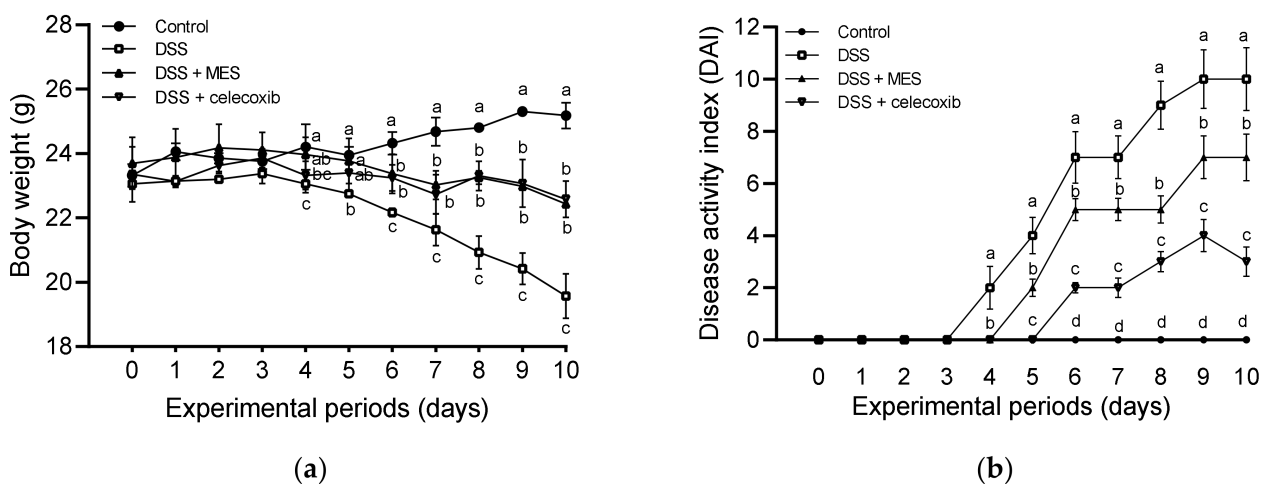 28
26
24
22
20
18
Body weight (g)
Control
DSS
DSS + MES
DSS + celecoxib
a a a a
a a a
ab a b b b b b
bc ab
c b b b b b b
c c c c c
0 1 2 3 4 5 6 7 8 9 10
Experimental periods (days)
(a)
12
10
8
6
4
2
0
Disease activity index (DAI)
Control
DSS
DSS + MES
DSS + celecoxib
a a
a
a a
b b
a
b b b
c
a
c c c c
b
b c d d d d d
0 1 2 3 4 5 6 7 8 9 10
Experimental periods (days)
(b)